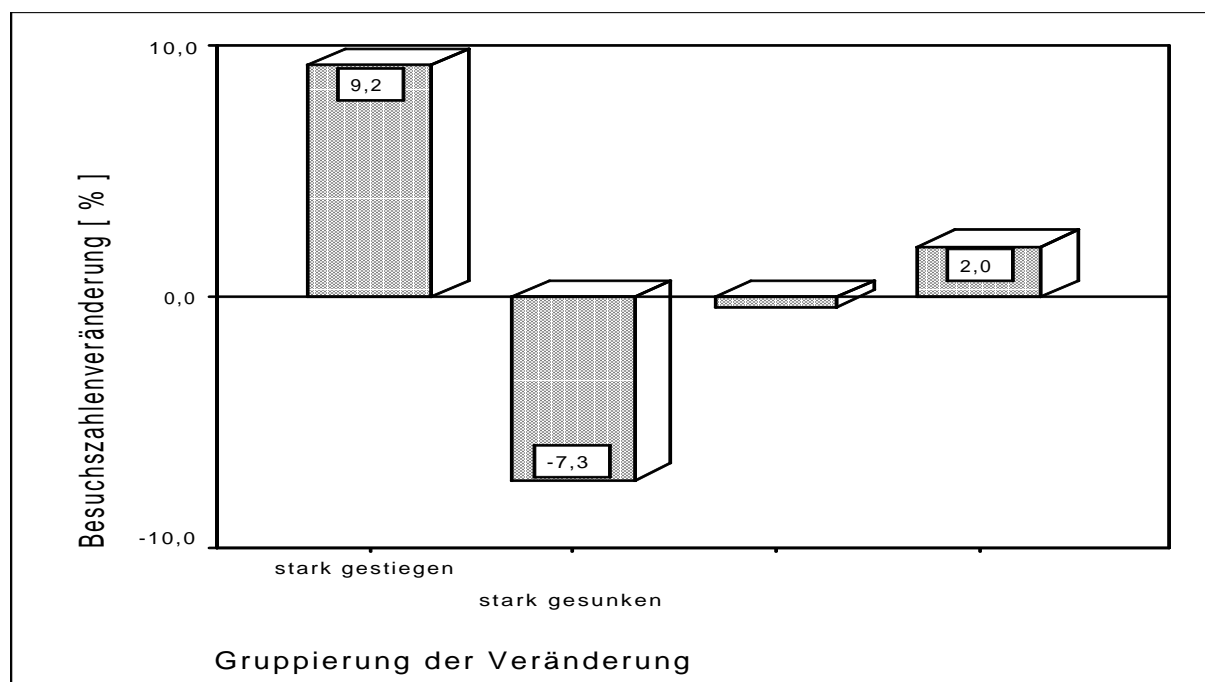 10,0
9,2
Besuchszahlenveränderung [ % ]
2,0
0,0
-7,3
-10,0
stark gestiegen
stark gesunken
Gruppierung der Veränderung